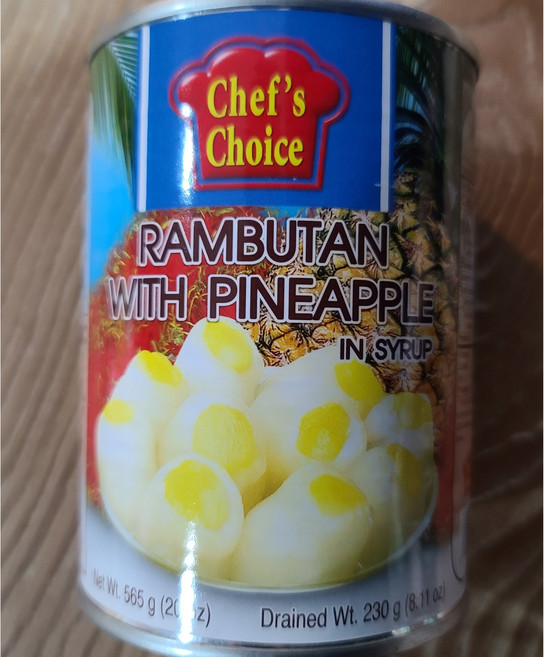 Chef's
Choice
RAMBUTAN
WITH PINEAPPLE
IN SYRUP
Net Wt. 565 g
Drained Wt. 230 g (8.11 oz)